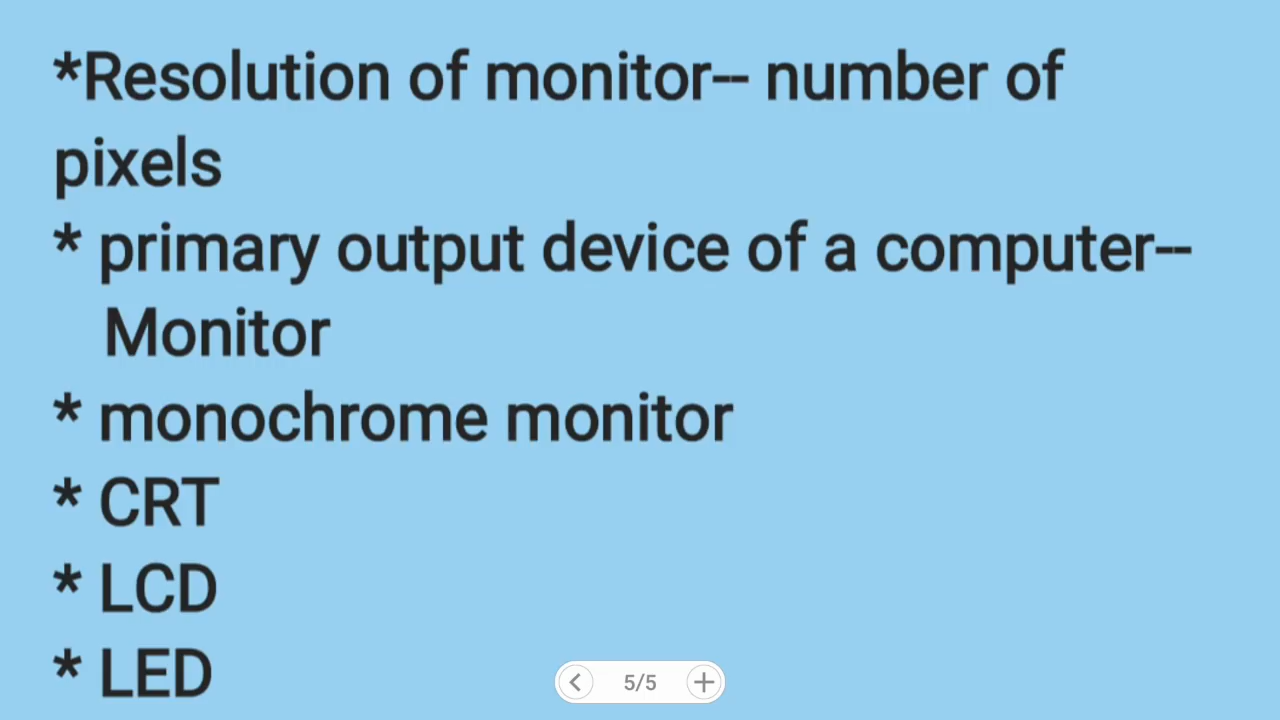 *Resolution of monitor-- number of
pixels
* primary output device of a computer--
Monitor
* monochrome monitor
* CRT
* LCD
* LED
5/5